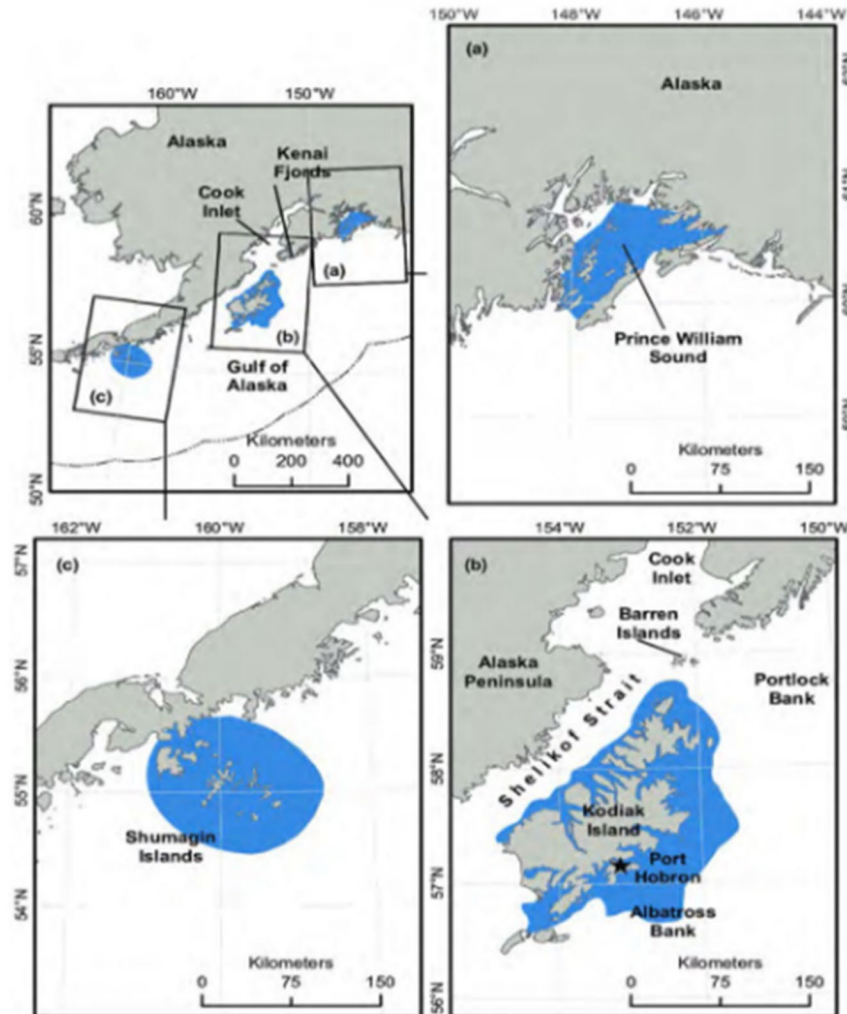 160°W 150°W
Alaska
Kenai
Fjords
Cook
Inlet
60°N
(a)
55°N
(b)
Gulf of
Alaska
(c)
Kilometers
0 200 400
50°N
150°W 148°W 146°W 144°W
(a)
Alaska
61°N
Prince William
Sound
Kilometers
0 75 150
162°W 160°W 158°W
57°N
(c)
56°N
55°N
Shumagin
Islands
54°N
Kilometers
0 75 150
154°W 152°W 150°W
(b)
Cook
Inlet
Barren
Islands
59°N
Alaska
Peninsula
Portlock
Bank
Shelikof Strait
58°N
Kodiak
Island
Port
Hobron
57°N
Albatross
Bank
Kilometers
0 75 150
56°N